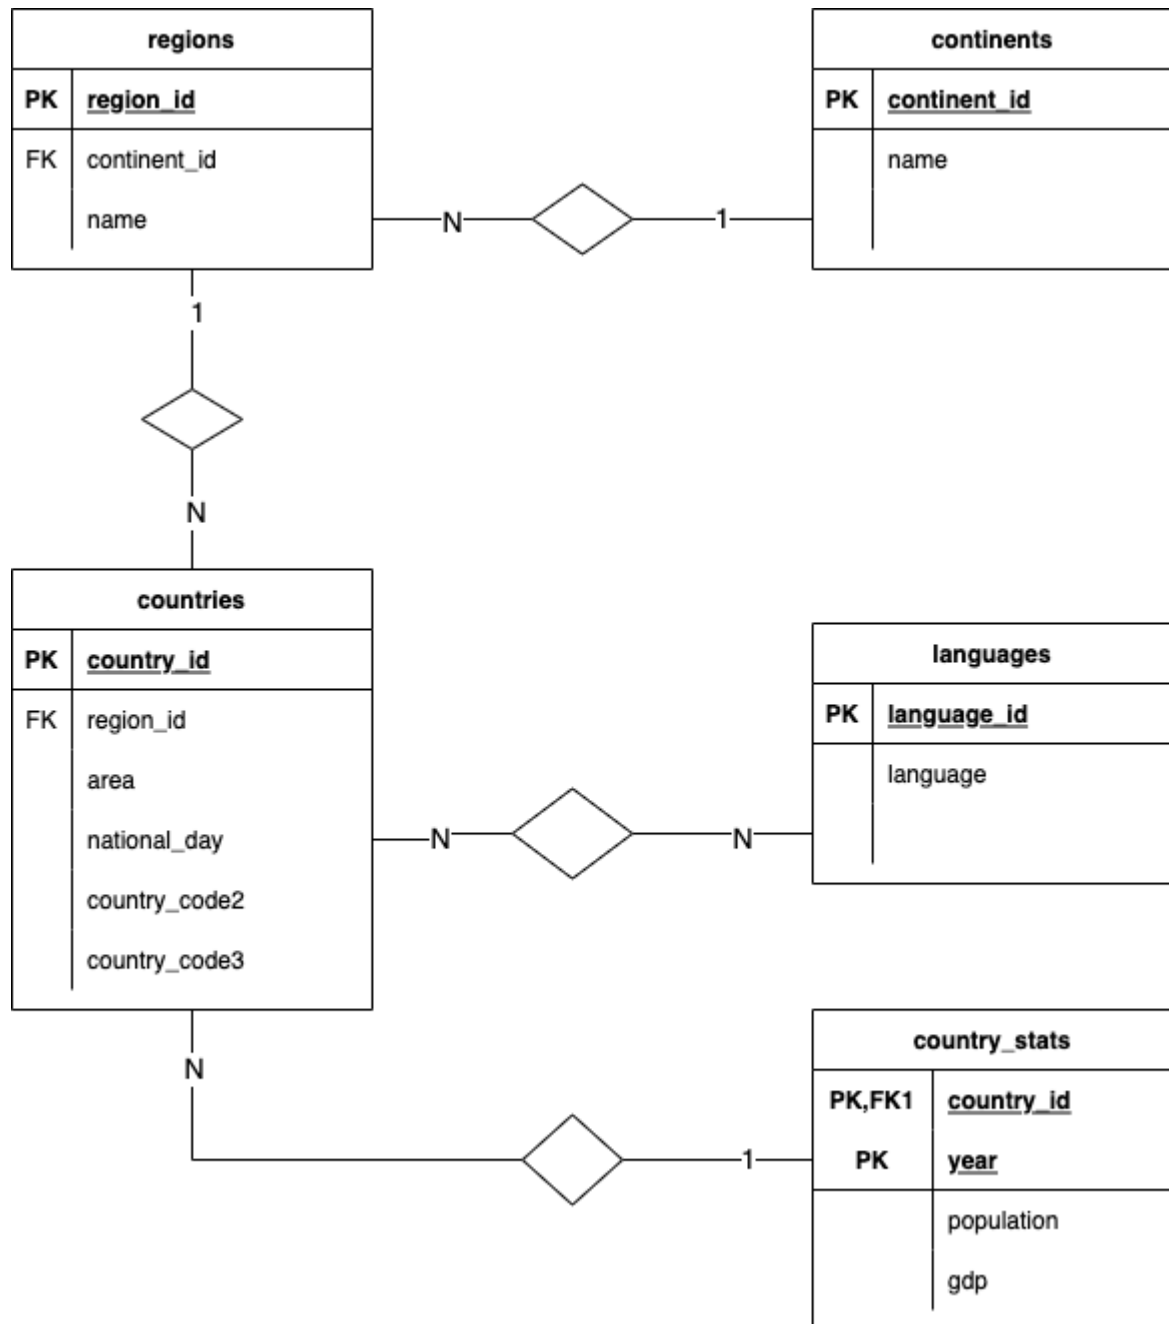 regions
PK region_id
FK continent_id
name
continents
PK continent_id
name
N
1
1
N
countries
PK country_id
FK region_id
area
national_day
country_code2
country_code3
languages
PK language_id
language
N
N
N
1
country_stats
PK,FK1 country_id
PK year
population
gdp